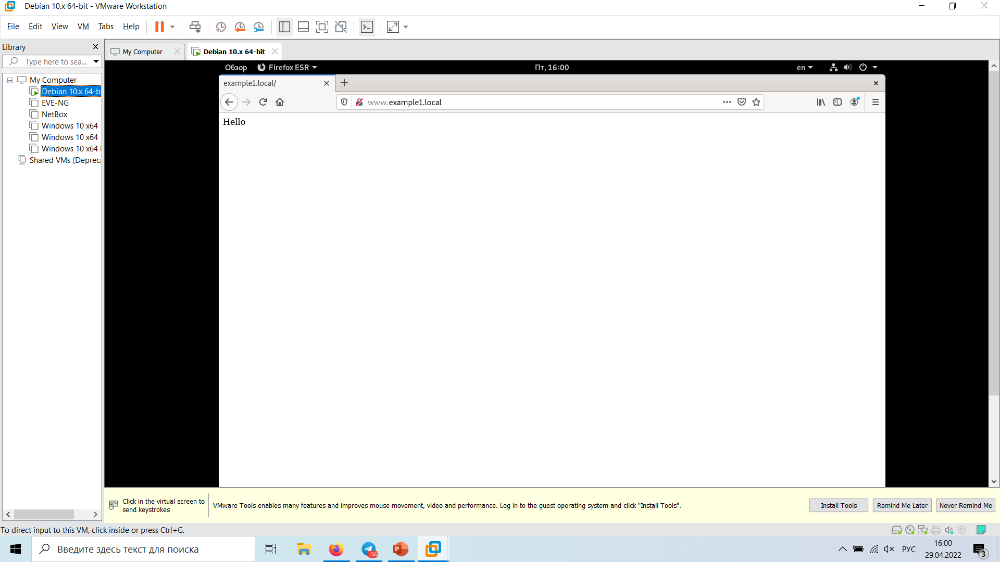 Debian 10.x 64-bit - VMware Workstation
File Edit View VM Tabs Help
Library
Type here to sea...
My Computer
Debian 10.x 64-b
EVE-NG
NetBox
Windows 10 x64
Windows 10 x64
Windows 10 x64
Shared VMs (Depreca
My Computer
Debian 10.x 64-bit
Обзор Firefox ESR Пт, 16:00 en
example1.local/
www.example1.local
Hello
Click in the virtual screen to
send keystrokes
VMware Tools enables many features and improves mouse movement, video and performance. Log in to the guest operating system and click "Install Tools".
Install Tools Remind Me Later Never Remind Me
To direct input to this VM, click inside or press Ctrl+G.
Введите здесь текст для поиска
..56
P
РУС
16:00
29.04.2022
3